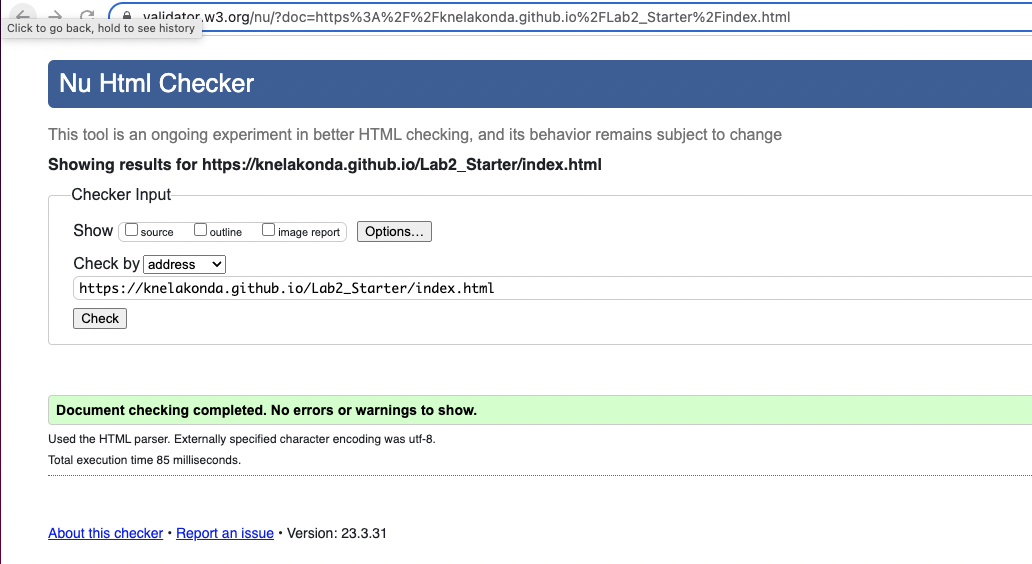 validator.w3.org/nu/?doc=https%3A%2F%2Fknelakonda.github.io%2FLab2_Starter%2Findex.html
Click to go back, hold to see history
Nu Html Checker
This tool is an ongoing experiment in better HTML checking, and its behavior remains subject to change
Showing results for https://knelakonda.github.io/Lab2_Starter/index.html
Checker Input
Show source outline image report Options...
Check by address
https://knelakonda.github.io/Lab2_Starter/index.html
Check
Document checking completed. No errors or warnings to show.
Used the HTML parser. Externally specified character encoding was utf-8.
Total execution time 85 milliseconds.
About this checker • Report an issue • Version: 23.3.31